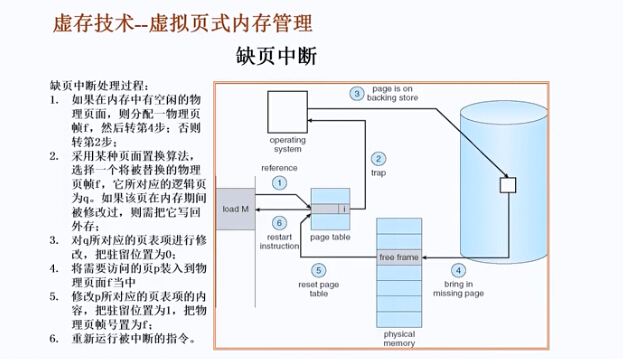 虚存技术--虚拟页式内存管理
缺页中断
缺页中断处理过程：
1. 如果在内存中有空闲的物
理页面，则分配一物理页
帧f，然后转第4步；否则
转第2步；
2. 采用某种页面置换算法，
选择一个将被替换的物理
页帧f，它所对应的逻辑页
为q。如果该页在内存期间
被修改过，则需把它写回
外存；
3. 对q所对应的页表项进行修
改，把驻留位置为0；
4. 将需要访问的页p装入到物
理页面f当中
5. 修改p所对应的页表项的内
容，把驻留位置为1，把物
理页帧号置为f；
6. 重新运行被中断的指令。
3
page is on
backing store
operating
system
2
trap
reference
1
load M
i
6
restart
instruction
page table
free frame
5
reset page
table
4
bring in
missing page
physical
memory